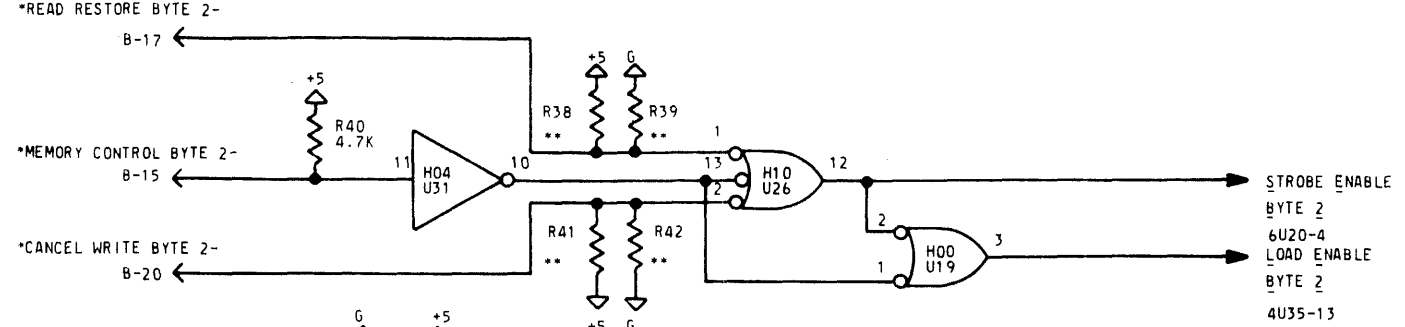 *READ RESTORE BYTE 2-
B-17
+5
R40
4.7K
*MEMORY CONTROL BYTE 2-
B-15
11
H04
U31
10
+5 G
R38
**
R39
**
1
13
2
H10
U26
12
R41
**
R42
**
+5 G
*CANCEL WRITE BYTE 2-
B-20
2
1
H00
U19
3
STROBE ENABLE
BYTE 2
6U20-4
LOAD ENABLE
BYTE 2
4U35-13
G +5